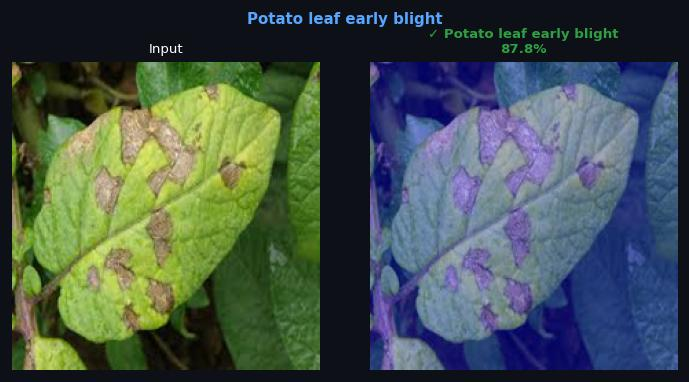 Potato leaf early blight
Input
✓ Potato leaf early blight
87.8%